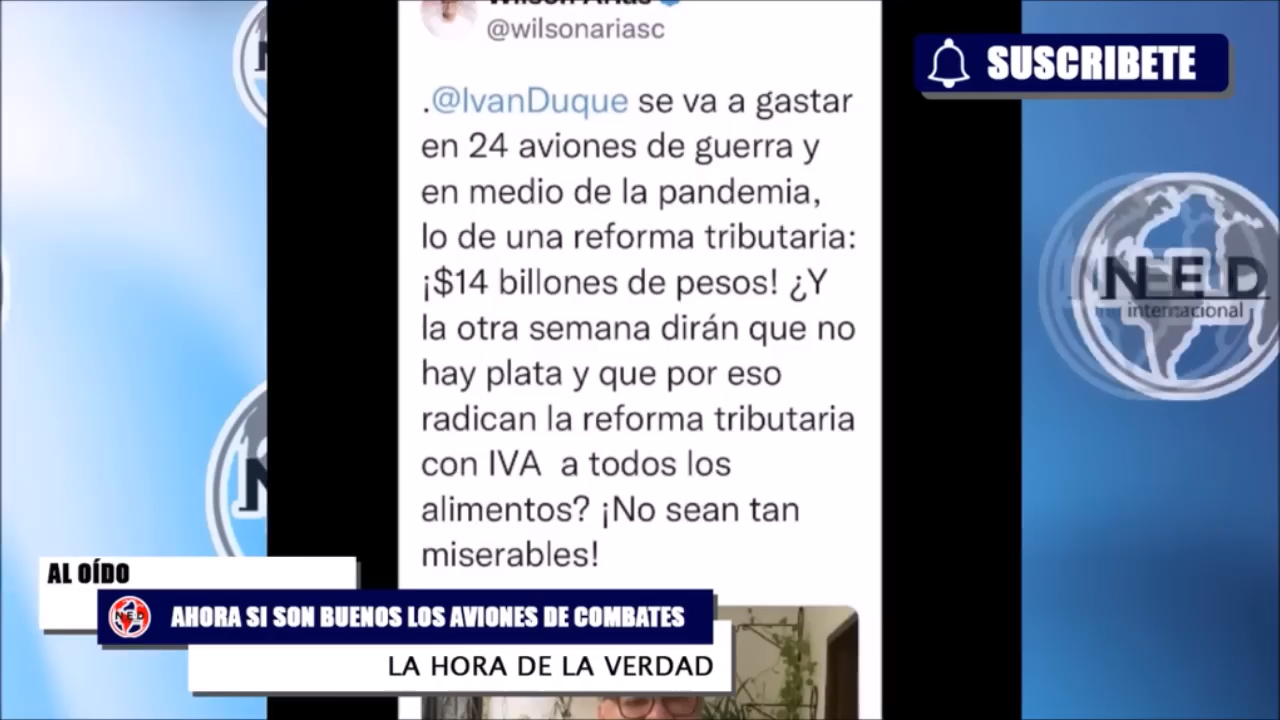 Wilson Arias
@wilsonariasc
SUSCRIBETE
.@IvanDuque se va a gastar
en 24 aviones de guerra y
en medio de la pandemia,
lo de una reforma tributaria:
¡$14 billones de pesos! ¿Y
la otra semana dirán que no
hay plata y que por eso
radican la reforma tributaria
con IVA  a todos los
alimentos? ¡No sean tan
miserables!
N E D
internacional
AL OÍDO
NED
AHORA SI SON BUENOS LOS AVIONES DE COMBATES
LA HORA DE LA VERDAD